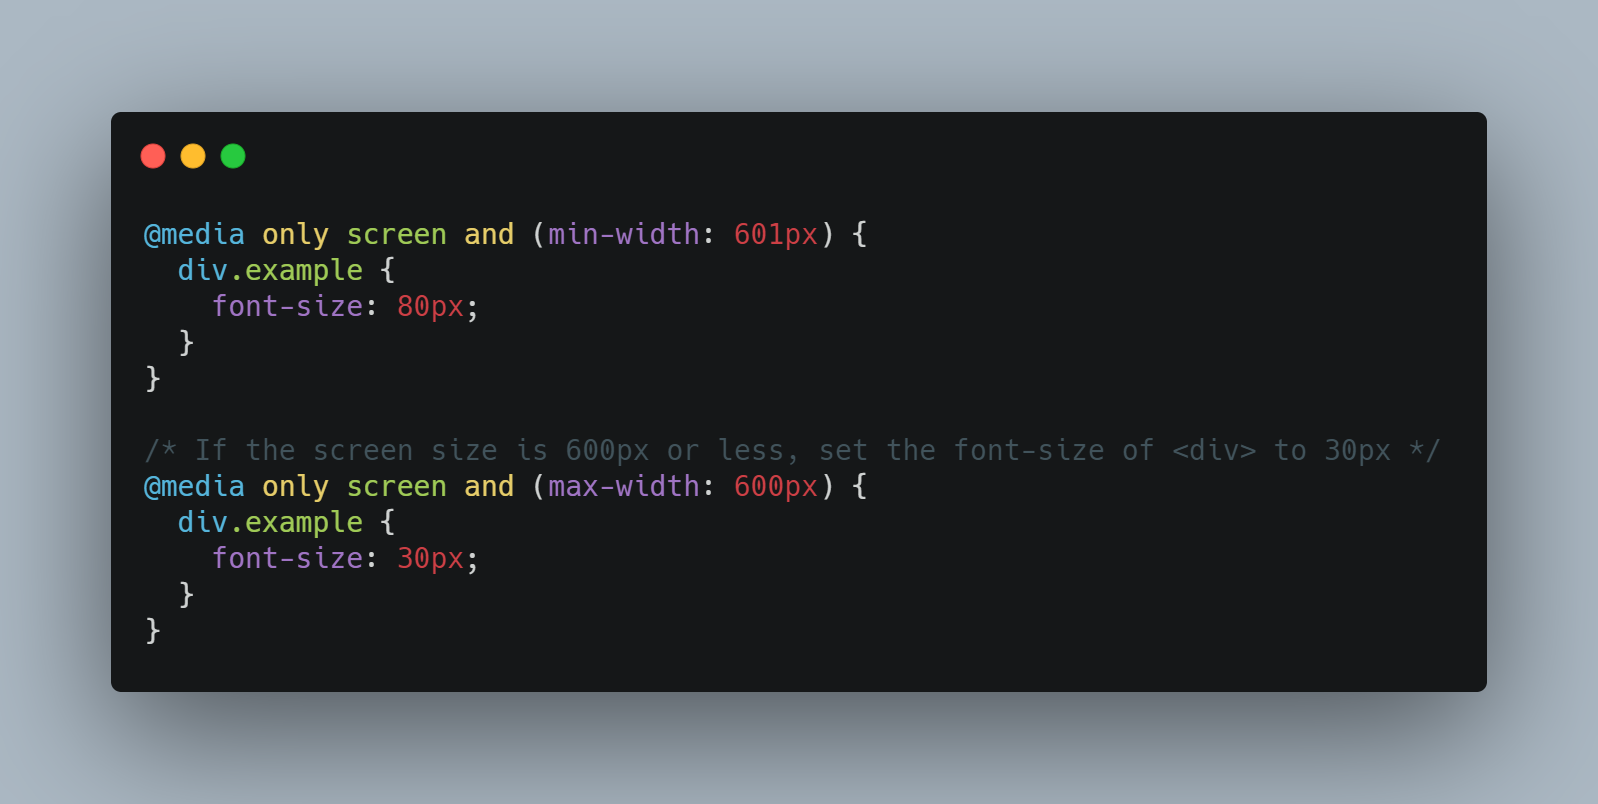 @media only screen and (min-width: 601px) {
  div.example {
    font-size: 80px;
  }
}

/* If the screen size is 600px or less, set the font-size of <div> to 30px */
@media only screen and (max-width: 600px) {
  div.example {
    font-size: 30px;
  }
}